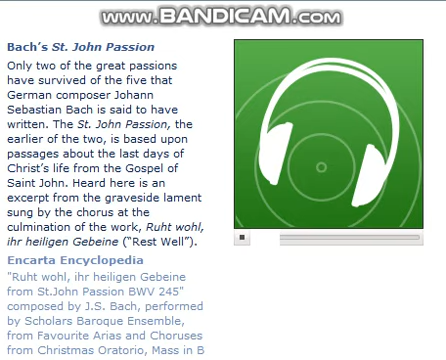 www.BANDICAM.com
Bach's St. John Passion
Only two of the great passions
have survived of the five that
German composer Johann
Sebastian Bach is said to have
written. The St. John Passion, the
earlier of the two, is based upon
passages about the last days of
Christ's life from the Gospel of
Saint John. Heard here is an
excerpt from the graveside lament
sung by the chorus at the
culmination of the work, Ruht wohl,
ihr heiligen Gebeine (“Rest Well”).
Encarta Encyclopedia
"Ruht wohl, ihr heiligen Gebeine
from St.John Passion BWV 245"
composed by J.S. Bach, performed
by Scholars Baroque Ensemble,
from Favourite Arias and Choruses
from Christmas Oratorio, Mass in B